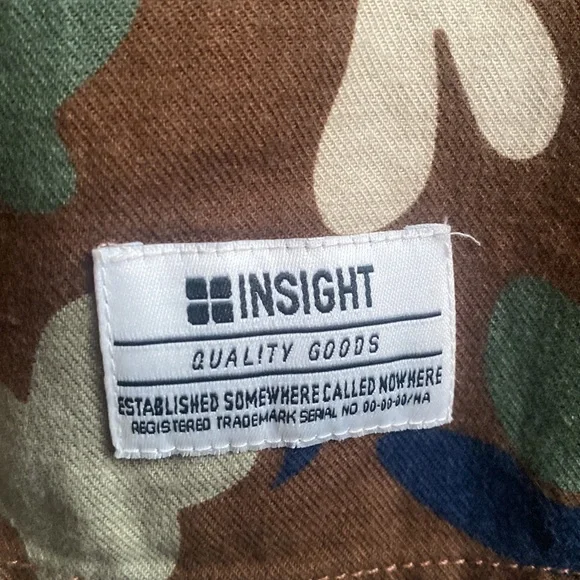 INSIGHT
QUALITY GOODS
ESTABLISHED SOMEWHERE CALLED NOWHERE
REGISTERED TRADEMARK SERIAL NO 00-00-00/NA